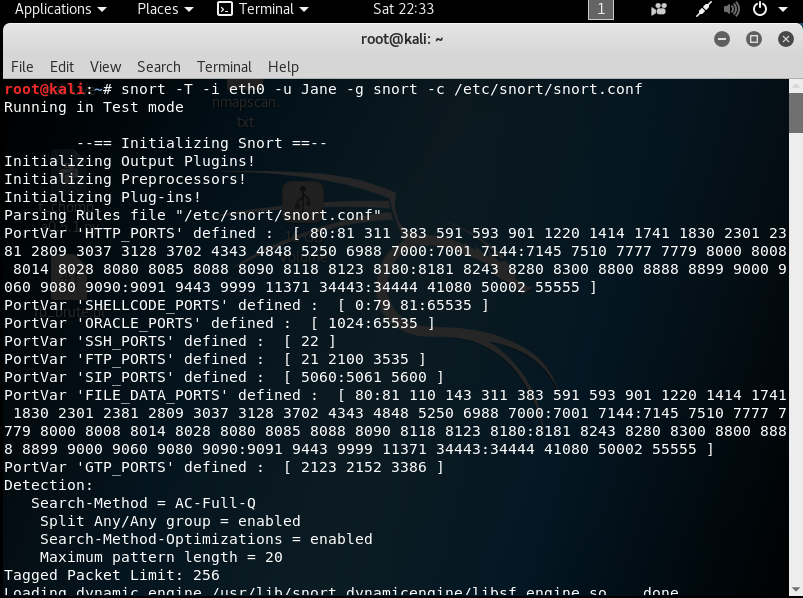 Applications Places Terminal Sat 22:33 1
root@kali: ~
File Edit View Search Terminal Help
root@kali:~# snort -T -i eth0 -u Jane -g snort -c /etc/snort/snort.conf
Running in Test mode
nmapscan.
txt
--== Initializing Snort ==--
Initializing Output Plugins!
Initializing Preprocessors!
Initializing Plug-ins!
Parsing Rules file "/etc/snort/snort.conf"
PortVar 'HTTP_PORTS' defined :  [ 80:81 311 383 591 593 901 1220 1414 1741 1830 2301 23
81 2809 3037 3128 3702 4343 4848 5250 6988 7000:7001 7144:7145 7510 7777 7779 8000 8008
8014 8028 8080 8085 8088 8090 8118 8123 8180:8181 8243 8280 8300 8800 8888 8899 9000 9
060 9080 9090:9091 9443 9999 11371 34443:34444 41080 50002 55555 ]
PortVar 'SHELLCODE_PORTS' defined :  [ 0:79 81:65535 ]
PortVar 'ORACLE_PORTS' defined :  [ 1024:65535 ]
PortVar 'SSH_PORTS' defined :  [ 22 ]
PortVar 'FTP_PORTS' defined :  [ 21 2100 3535 ]
PortVar 'SIP_PORTS' defined :  [ 5060:5061 5600 ]
PortVar 'FILE_DATA_PORTS' defined :  [ 80:81 110 143 311 383 591 593 901 1220 1414 1741
1830 2301 2381 2809 3037 3128 3702 4343 4848 5250 6988 7000:7001 7144:7145 7510 7777 7
779 8000 8008 8014 8028 8080 8085 8088 8090 8118 8123 8180:8181 8243 8280 8300 8800 888
8 8899 9000 9060 9080 9090:9091 9443 9999 11371 34443:34444 41080 50002 55555 ]
PortVar 'GTP_PORTS' defined :  [ 2123 2152 3386 ]
Detection:
Search-Method = AC-Full-Q
Split Any/Any group = enabled
Search-Method-Optimizations = enabled
Maximum pattern length = 20
Tagged Packet Limit: 256
Loading dynamic engine /usr/lib/snort_dynamicengine/libsf_engine.so... done